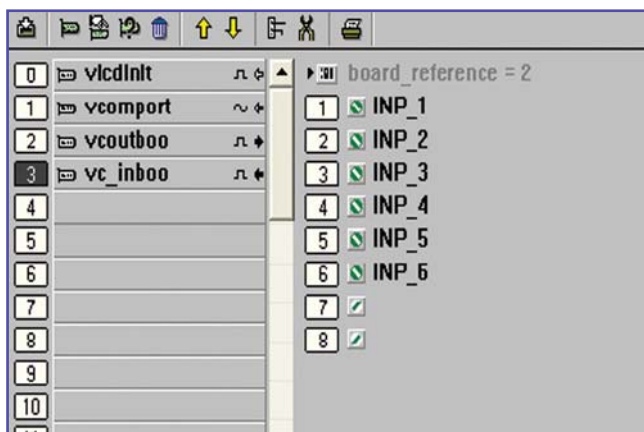 0 vlcdinit
1 vcomport
2 vcoutboo
3 vc_inboo
4
5
6
7
8
9
10
board_reference = 2
1 INP_1
2 INP_2
3 INP_3
4 INP_4
5 INP_5
6 INP_6
7
8